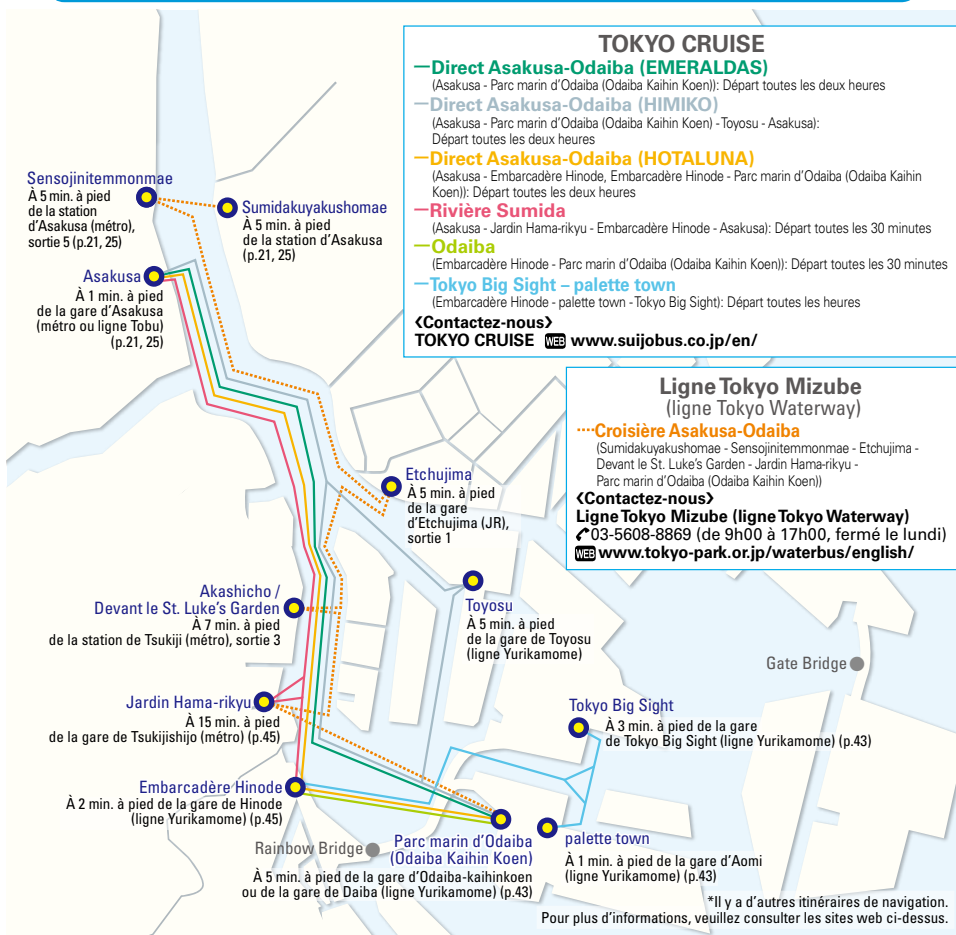 TOKYO CRUISE
Direct Asakusa-Odaiba (EMERALDAS)
(Asakusa - Parc marin d'Odaiba (Odaiba Kaihin Koen)): Départ toutes les deux heures
Direct Asakusa-Odaiba (HIMIKO)
(Asakusa - Parc marin d'Odaiba (Odaiba Kaihin Koen) -Toyosu - Asakusa):
Départ toutes les deux heures
Direct Asakusa-Odaiba (HOTALUNA)
(Asakusa - Embarcadère Hinode, Embarcadère Hinode - Parc marin d'Odaiba (Odaiba Kaihin
Koen)): Départ toutes les deux heures
Rivière Sumida
(Asakusa - Jardin Hama-rikyu - Embarcadère Hinode - Asakusa): Départ toutes les 30 minutes
Odaiba
(Embarcadère Hinode - Parc marin d'Odaiba (Odaiba Kaihin Koen)): Départ toutes les 30 minutes
Tokyo Big Sight – palette town
(Embarcadère Hinode - palette town - Tokyo Big Sight): Départ toutes les heures
‹Contactez-nous›
TOKYO CRUISE WEB www.suijobus.co.jp/en/
Ligne Tokyo Mizube
(ligne Tokyo Waterway)
Croisière Asakusa-Odaiba
(Sumidakuyakushomae - Sensojinitemmonmae - Etchujima -
Devant le St. Luke's Garden - Jardin Hama-rikyu -
Parc marin d'Odaiba (Odaiba Kaihin Koen))
‹Contactez-nous›
Ligne Tokyo Mizube (ligne Tokyo Waterway)
03-5608-8869 (de 9h00 à 17h00, fermé le lundi)
WEB www.tokyo-park.or.jp/waterbus/english/
Sensojinitemmonmae
À 5 min. à pied
de la station
d'Asakusa (métro),
sortie 5 (p.21, 25)
Sumidakuyakushomae
À 5 min. à pied
de la station d'Asakusa
(p.21, 25)
Asakusa
À 1 min. à pied
de la gare d'Asakusa
(métro ou ligne Tobu)
(p.21, 25)
Etchujima
À 5 min. à pied
de la gare
d'Etchujima (JR),
sortie 1
Akashicho /
Devant le St. Luke's Garden
À 7 min. à pied
de la station de Tsukiji (métro), sortie 3
Toyosu
À 5 min. à pied
de la gare de Toyosu
(ligne Yurikamome)
Gate Bridge
Jardin Hama-rikyu
À 15 min. à pied
de la gare de Tsukijishijo (métro) (p.45)
Tokyo Big Sight
À 3 min. à pied de la gare
de Tokyo Big Sight (ligne Yurikamome) (p.43)
Embarcadère Hinode
À 2 min. à pied de la gare de Hinode
(ligne Yurikamome) (p.45)
Rainbow Bridge
Parc marin d'Odaiba
(Odaiba Kaihin Koen)
À 5 min. à pied de la gare d'Odaiba-kaihinkoen
ou de la gare de Daiba (ligne Yurikamome) (p.43)
palette town
À 1 min. à pied de la gare d'Aomi
(ligne Yurikamome) (p.43)
*Il y a d'autres itinéraires de navigation.
Pour plus d'informations, veuillez consulter les sites web ci-dessus.